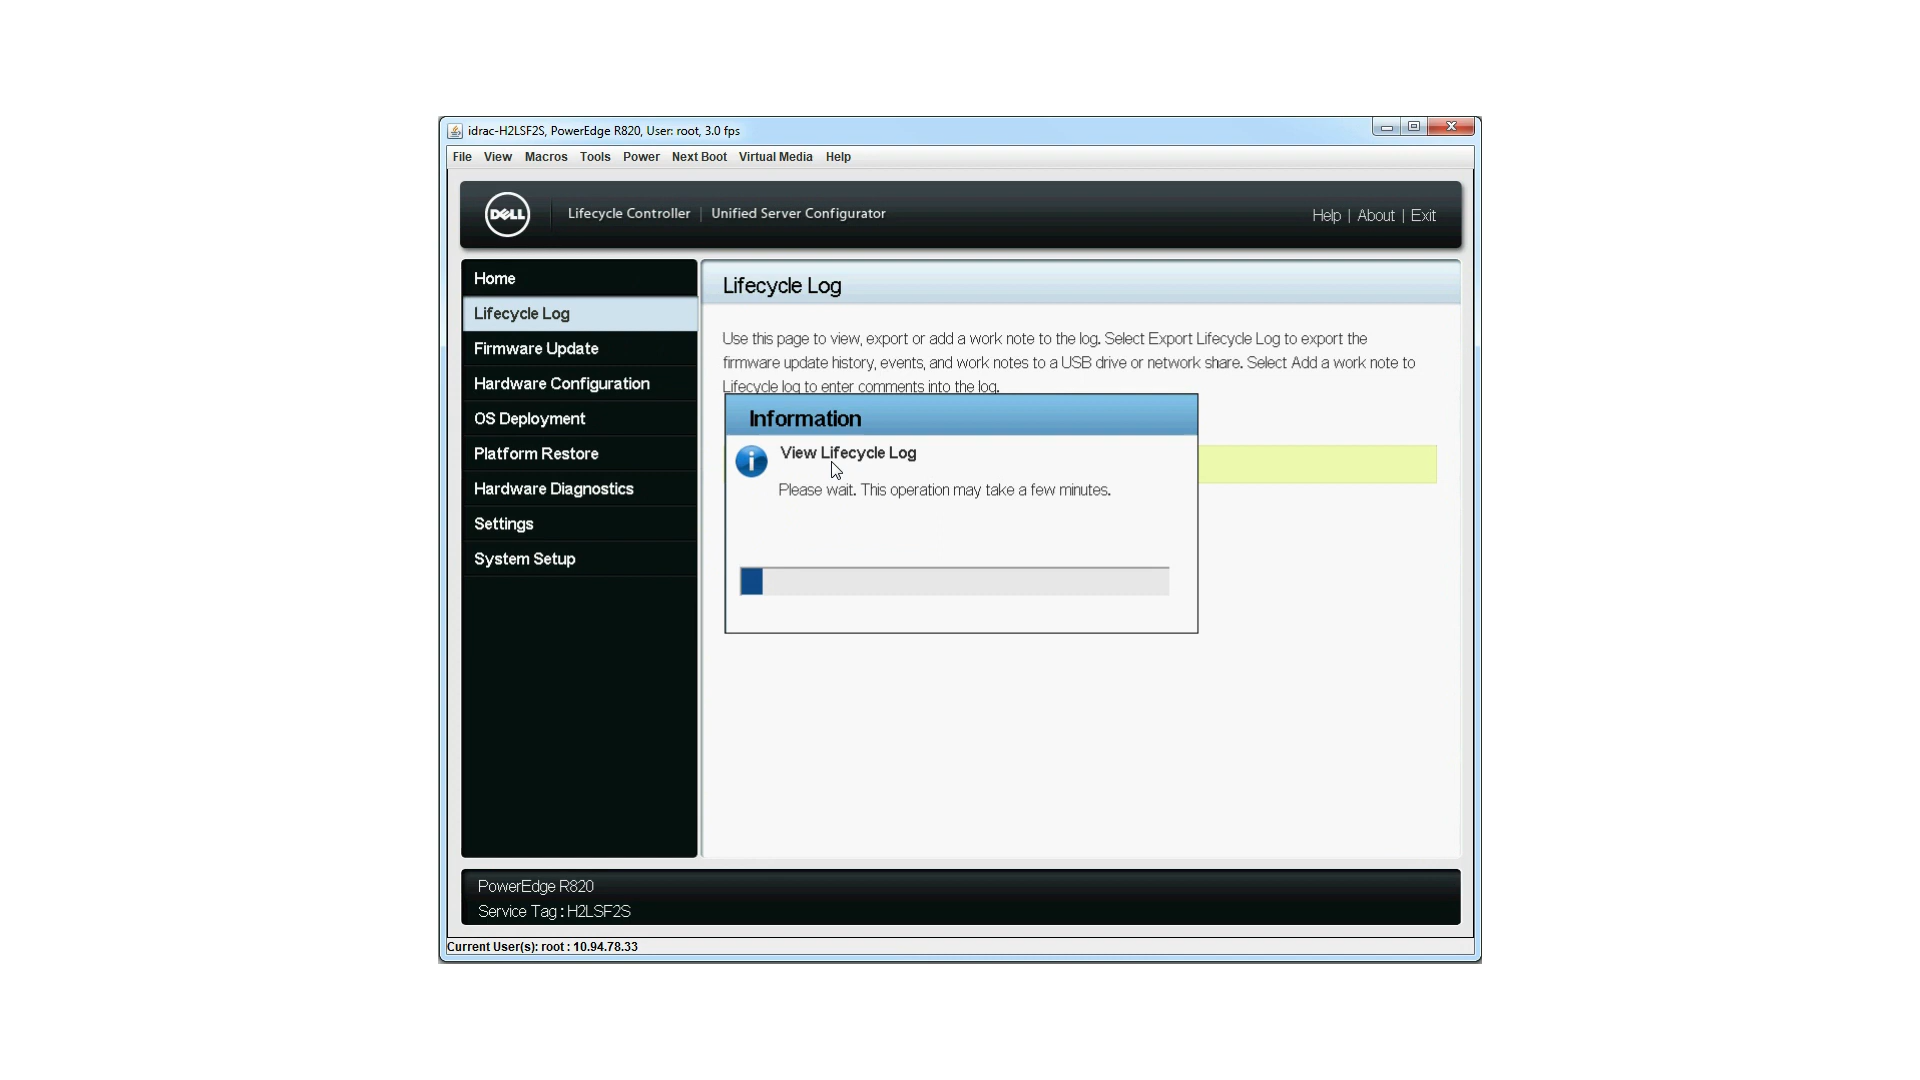 idrac-H2LSF2S, PowerEdge R820, User: root, 3.0 fps
File View Macros Tools Power Next Boot Virtual Media Help
DELL Lifecycle Controller | Unified Server Configurator Help | About | Exit
Home
Lifecycle Log
Firmware Update
Hardware Configuration
OS Deployment
Platform Restore
Hardware Diagnostics
Settings
System Setup
Lifecycle Log
Use this page to view, export or add a work note to the log. Select Export Lifecycle Log to export the
firmware update history, events, and work notes to a USB drive or network share. Select Add a work note to
Lifecycle log to enter comments into the log.
Information
View Lifecycle Log
Please wait. This operation may take a few minutes.
PowerEdge R820
Service Tag : H2LSF2S
Current User(s): root : 10.94.78.33